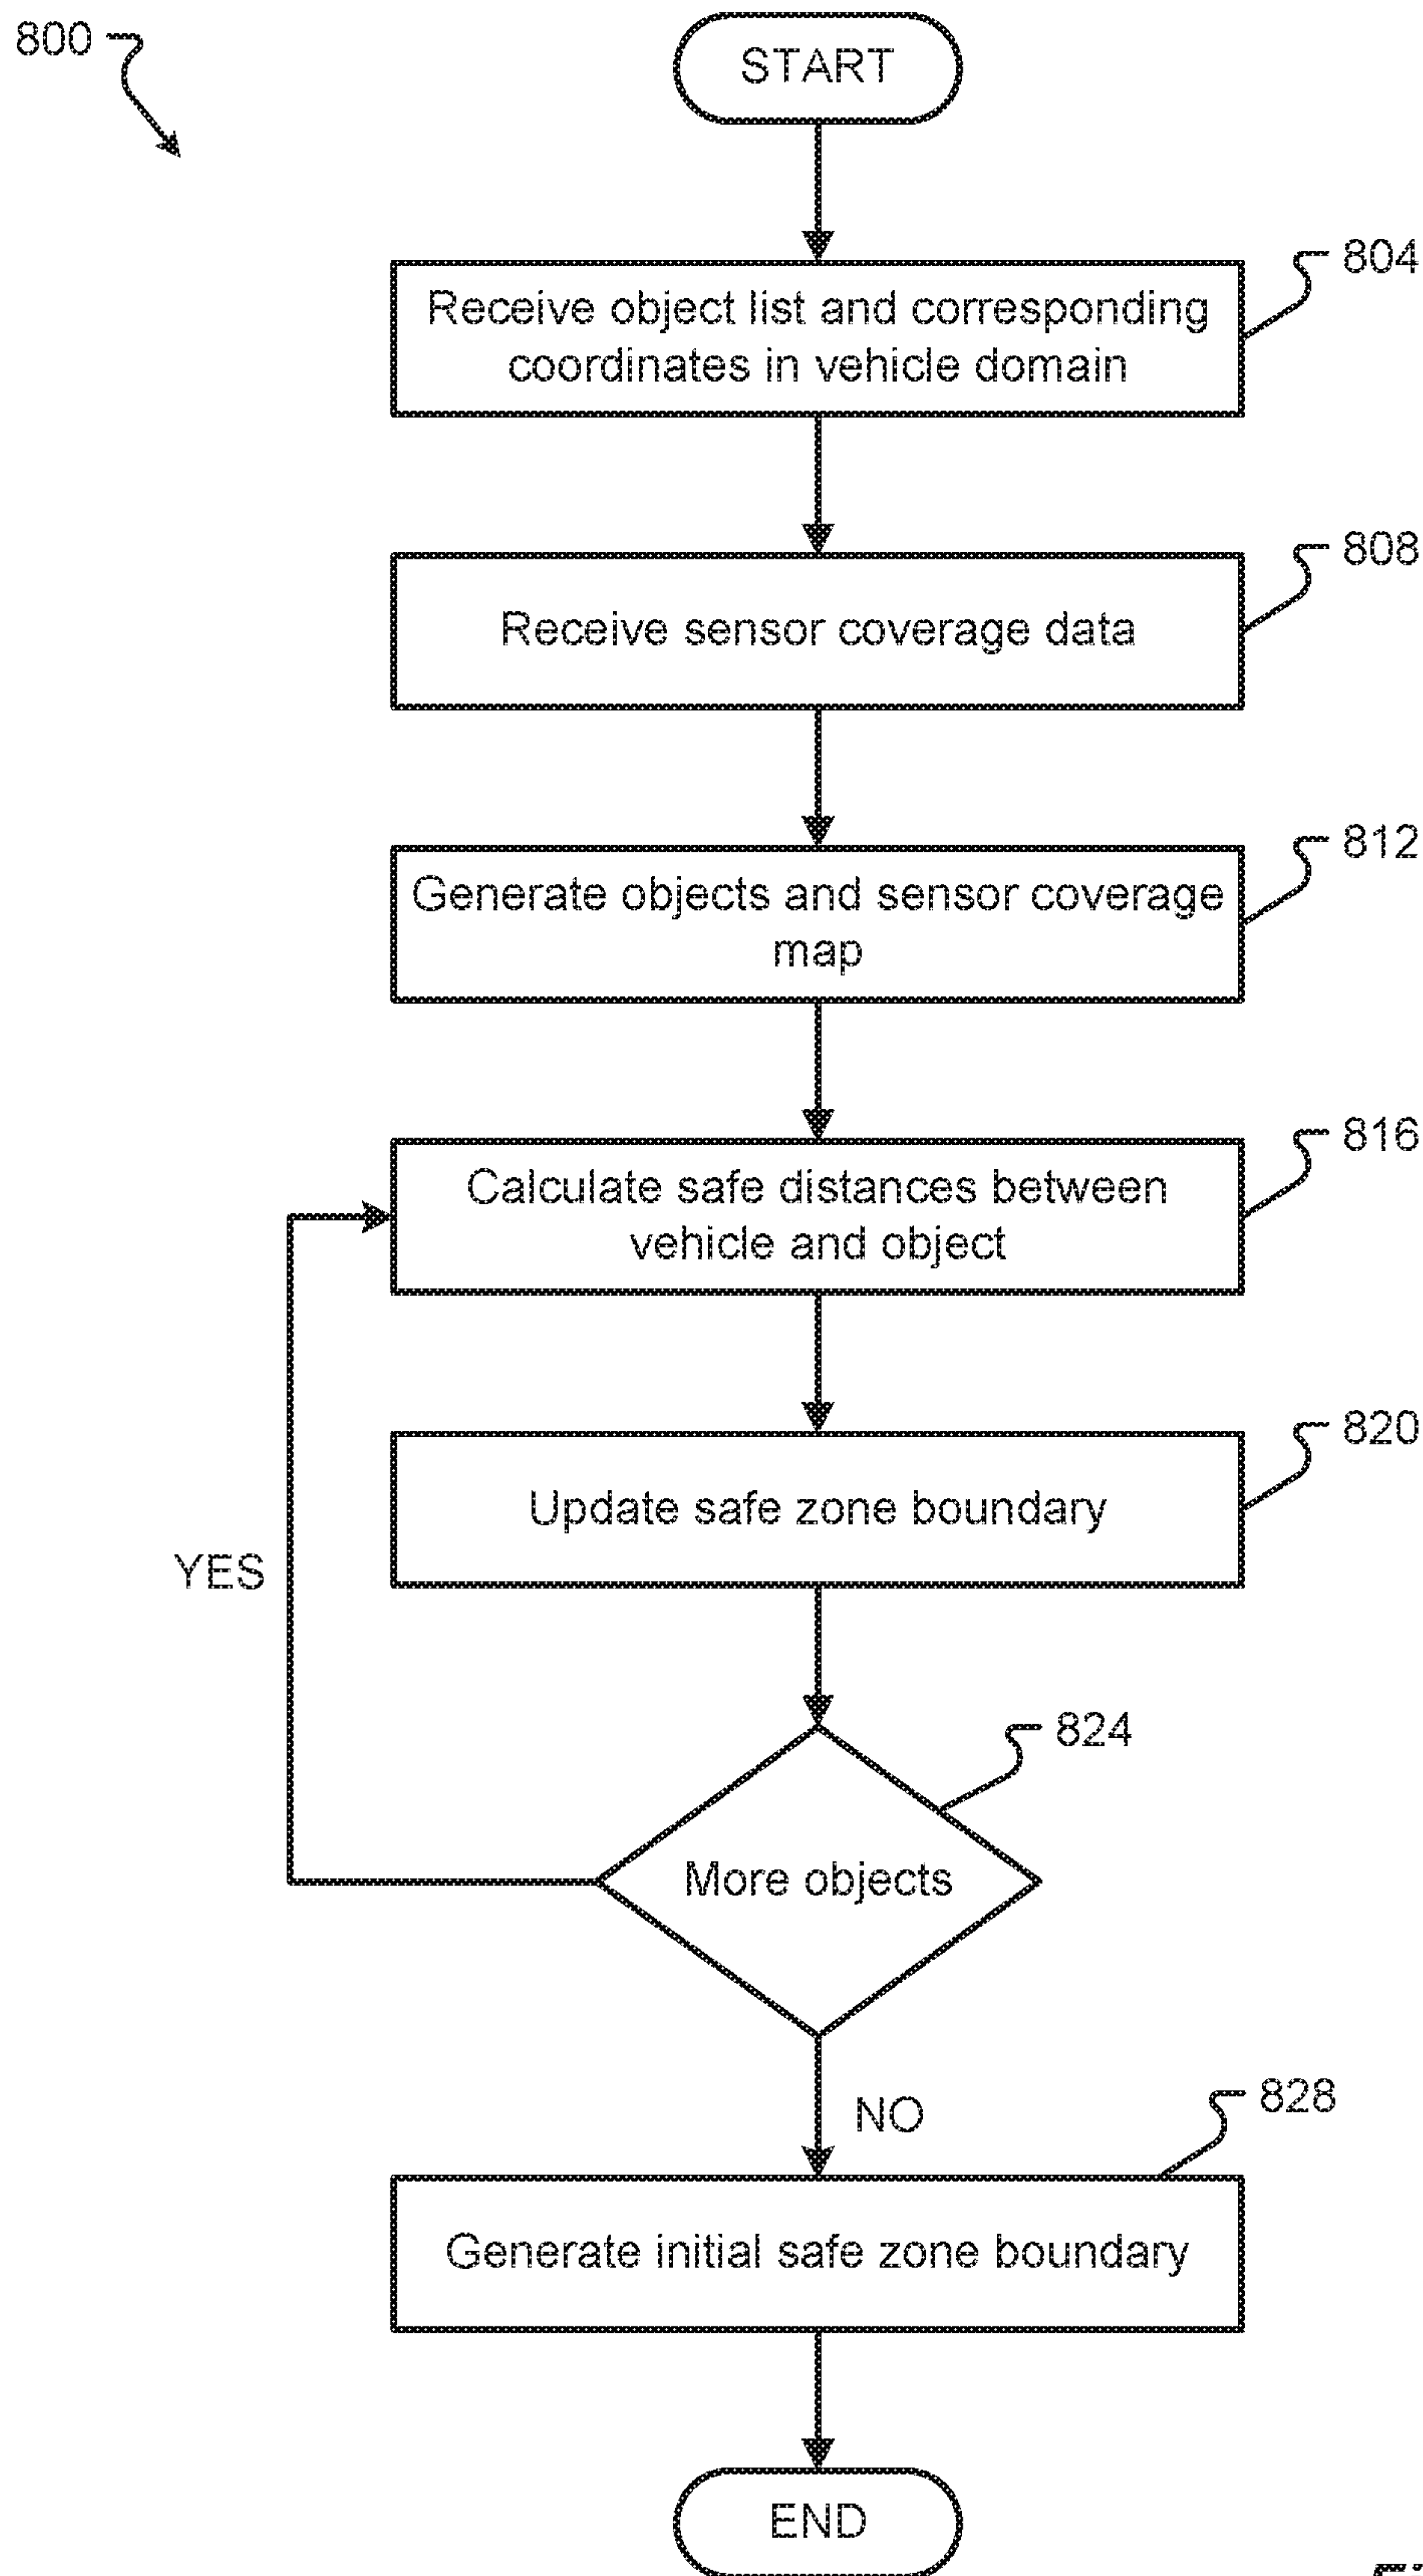 800
START
804
Receive object list and corresponding
coordinates in vehicle domain
808
Receive sensor coverage data
812
Generate objects and sensor coverage
map
816
Calculate safe distances between
vehicle and object
820
Update safe zone boundary
YES
824
More objects
NO
828
Generate initial safe zone boundary
END